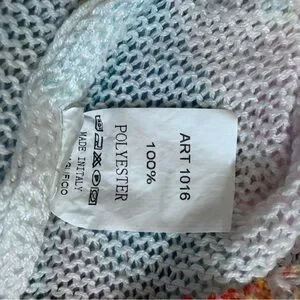 ART 1016
100%
POLYESTER
MADE IN ITALY